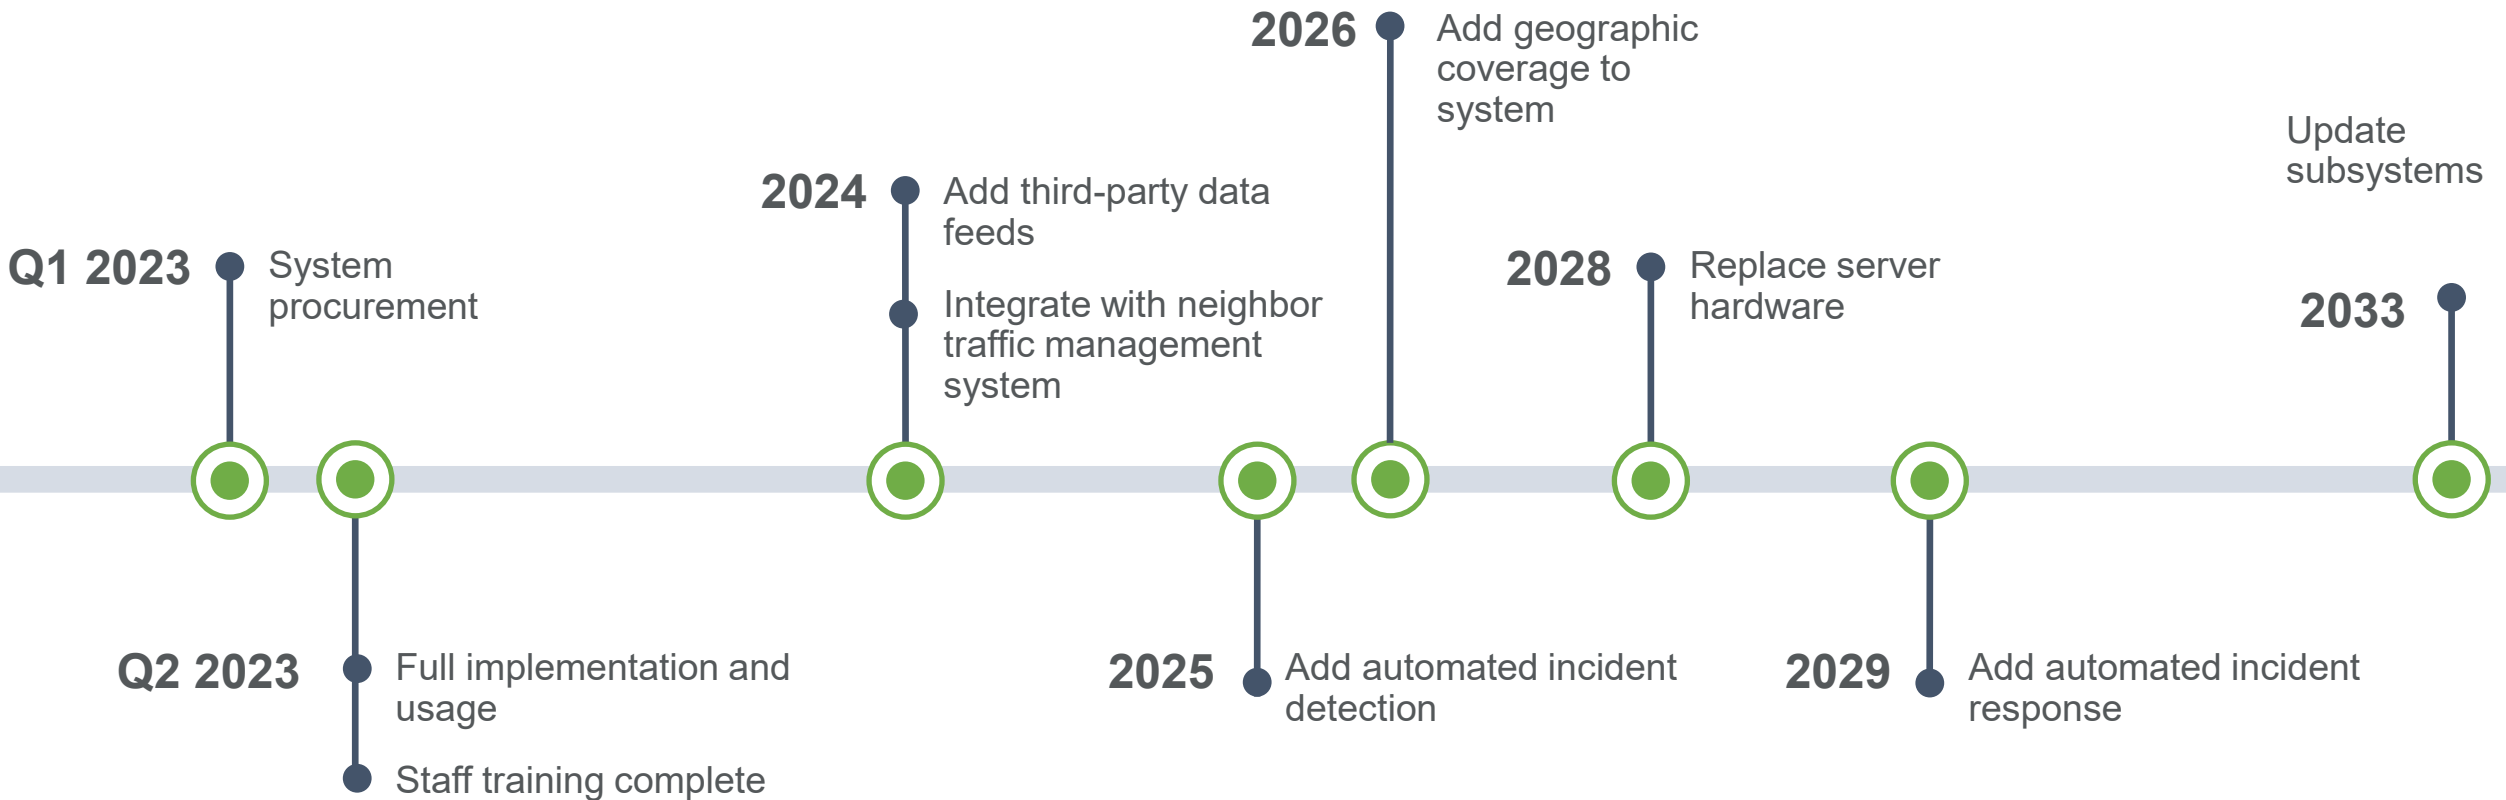 Q1 2023
System
procurement
Q2 2023
Full implementation and
usage
Staff training complete
2024
Add third-party data
feeds
Integrate with neighbor
traffic management
system
2025
Add automated incident
detection
2026
Add geographic
coverage to
system
2028
Replace server
hardware
2029
Add automated incident
response
2033
Update
subsystems